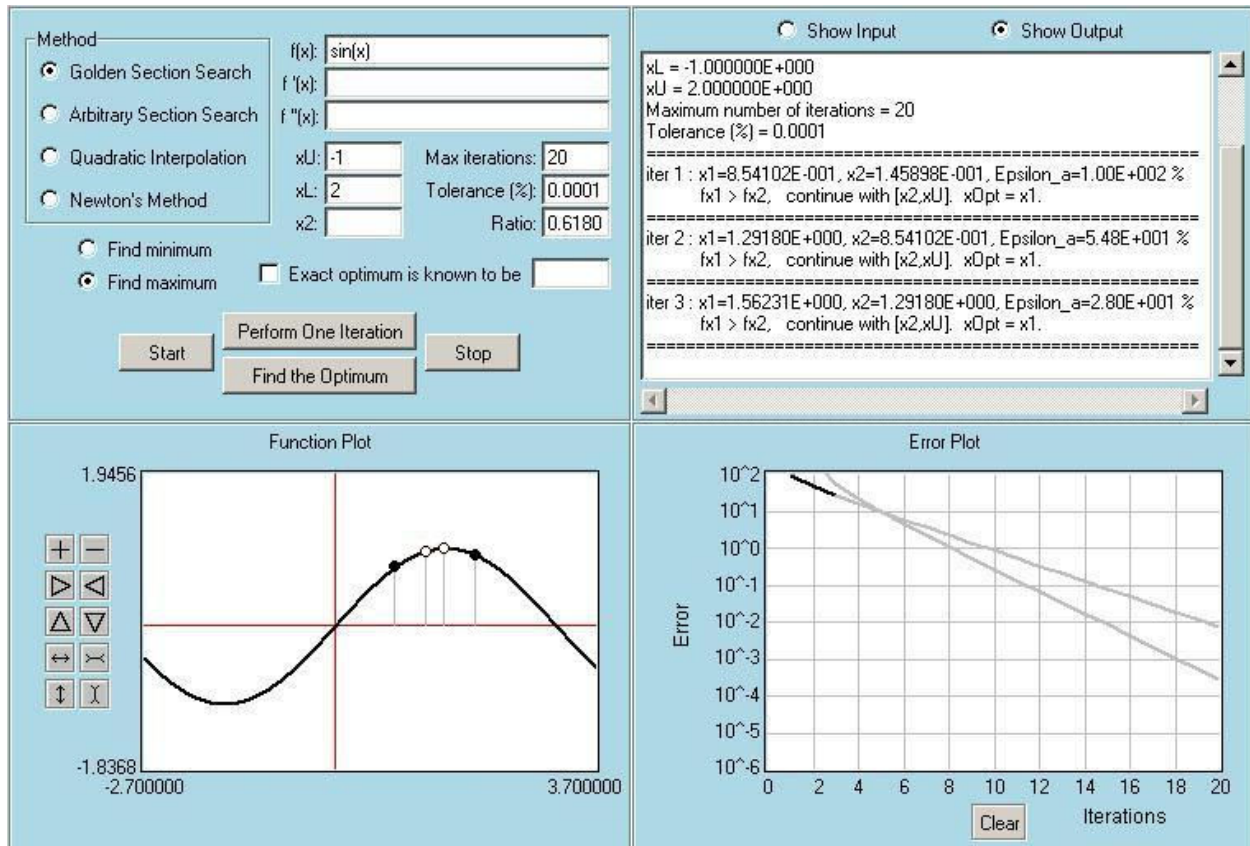 Method
Golden Section Search
Arbitrary Section Search
Quadratic Interpolation
Newton's Method
f(x): sin(x)
f '(x):
f ''(x):
xU: -1 Max iterations: 20
xL: 2 Tolerance (%): 0.0001
x2: Ratio: 0.6180
Find minimum
Find maximum
Exact optimum is known to be
Start
Perform One Iteration
Find the Optimum
Stop
Show Input Show Output
xL = -1.000000E+000
xU = 2.000000E+000
Maximum number of iterations = 20
Tolerance (%) = 0.0001
====================================================
iter 1 : x1=8.54102E-001, x2=1.45898E-001, Epsilon_a=1.00E+002 %
fx1 > fx2, continue with [x2,xU]. xOpt = x1.
====================================================
iter 2 : x1=1.29180E+000, x2=8.54102E-001, Epsilon_a=5.48E+001 %
fx1 > fx2, continue with [x2,xU]. xOpt = x1.
====================================================
iter 3 : x1=1.56231E+000, x2=1.29180E+000, Epsilon_a=2.80E+001 %
fx1 > fx2, continue with [x2,xU]. xOpt = x1.
====================================================
Function Plot
1.9456
-1.8368
-2.700000 3.700000
Error Plot
Error
10^2
10^1
10^0
10^-1
10^-2
10^-3
10^-4
10^-5
10^-6
0 2 4 6 8 10 12 14 16 18 20
Clear
Iterations